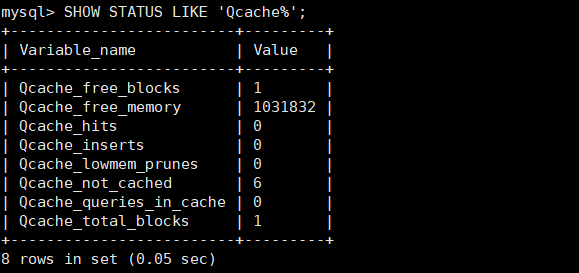 mysql> SHOW STATUS LIKE 'Qcache%';
+-------------------------+---------+
| Variable_name           | Value   |
+-------------------------+---------+
| Qcache_free_blocks      | 1       |
| Qcache_free_memory      | 1031832 |
| Qcache_hits             | 0       |
| Qcache_inserts          | 0       |
| Qcache_lowmem_prunes    | 0       |
| Qcache_not_cached       | 6       |
| Qcache_queries_in_cache | 0       |
| Qcache_total_blocks     | 1       |
+-------------------------+---------+
8 rows in set (0.05 sec)